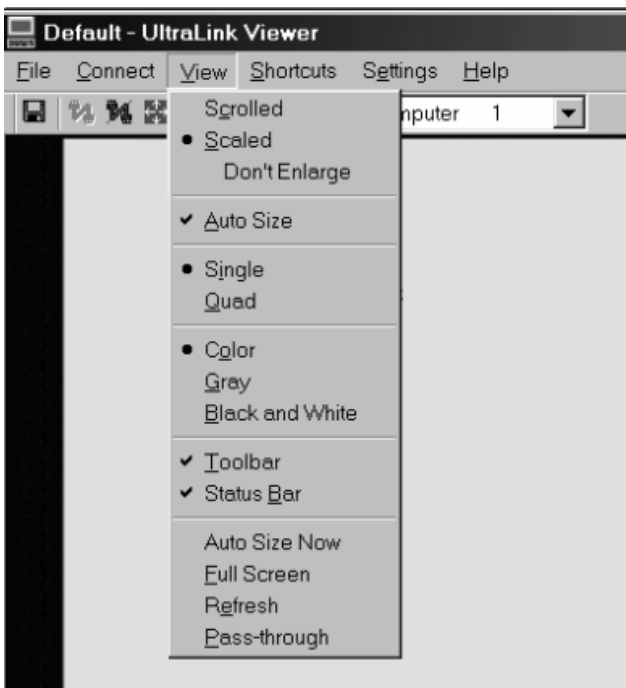 Default - UltraLink Viewer
File Connect View Shortcuts Settings Help
nputer 1
Scrolled
Scaled
Don't Enlarge
Auto Size
Single
Quad
Color
Gray
Black and White
Toolbar
Status Bar
Auto Size Now
Full Screen
Refresh
Pass-through